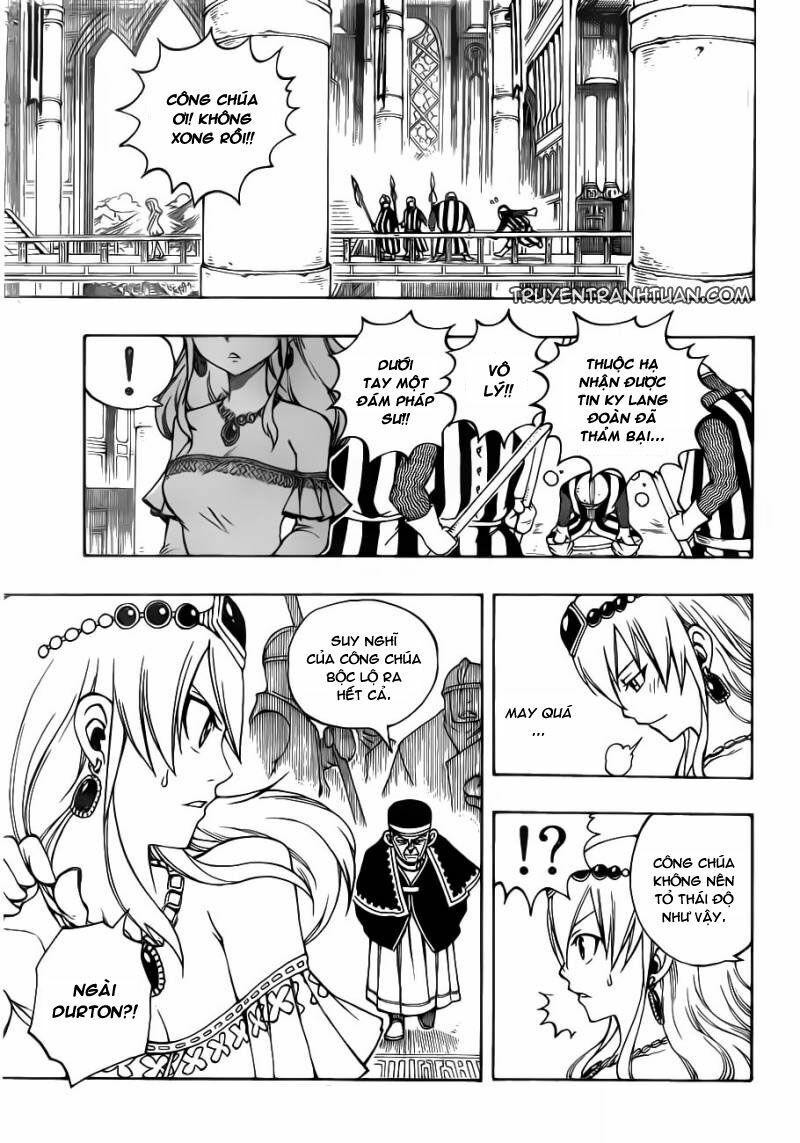 CÔNG CHÚA
ƠI! KHÔNG
XONG RỒI!!
TRUYENTRANHTUAN.COM
THUỘC HẠ
NHẬN ĐƯỢC
TIN KY LANG
ĐOÀN ĐÃ
THẢM BẠI...
VÔ
LÝ!!
DƯỚI
TAY MỘT
ĐÁM PHÁP
SƯ!!
!
MAY QUÁ
...
!?
CÔNG CHÚA
KHÔNG NÊN
TỎ THÁI ĐỘ
NHƯ VẬY.
SUY NGHĨ
CỦA CÔNG CHÚA
BỘC LỘ RA
HẾT CẢ.
NGÀI
DURTON?!